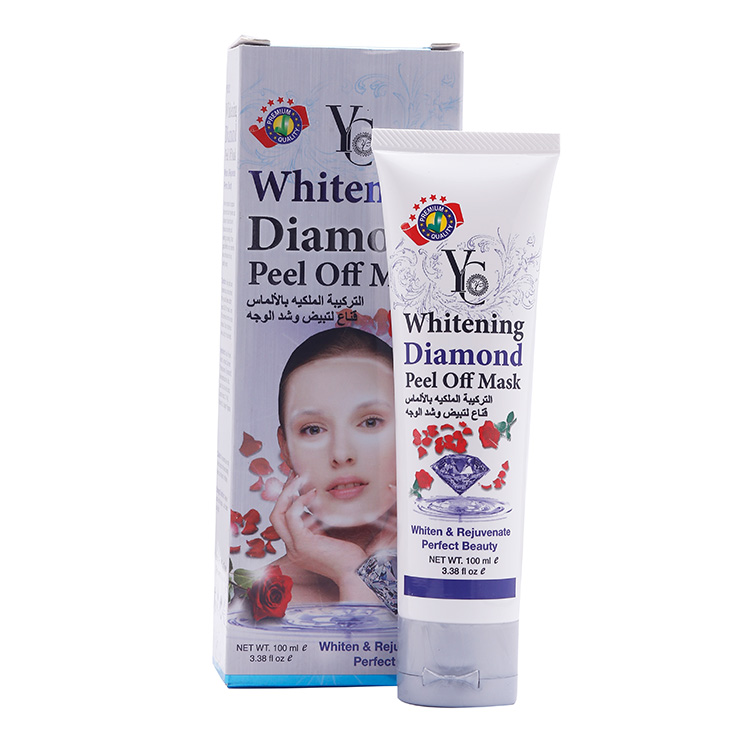 PREMIUM
QUALITY
YC
Whiten
Diamo
Peel Off M
التركيبة الملكيه بالألماس
قناع لتبيض وشد الوجه
NET WT. 100 ml e
3.38 fl oz e
Whiten & Reju
Perfect
PREMIUM
QUALITY
YC
Whitening
Diamond
Peel Off Mask
التركيبة الملكيه بالألماس
قناع لتبيض وشد الوجه
Whiten & Rejuvenate
Perfect Beauty
NET WT. 100 ml e
3.38 fl oz e